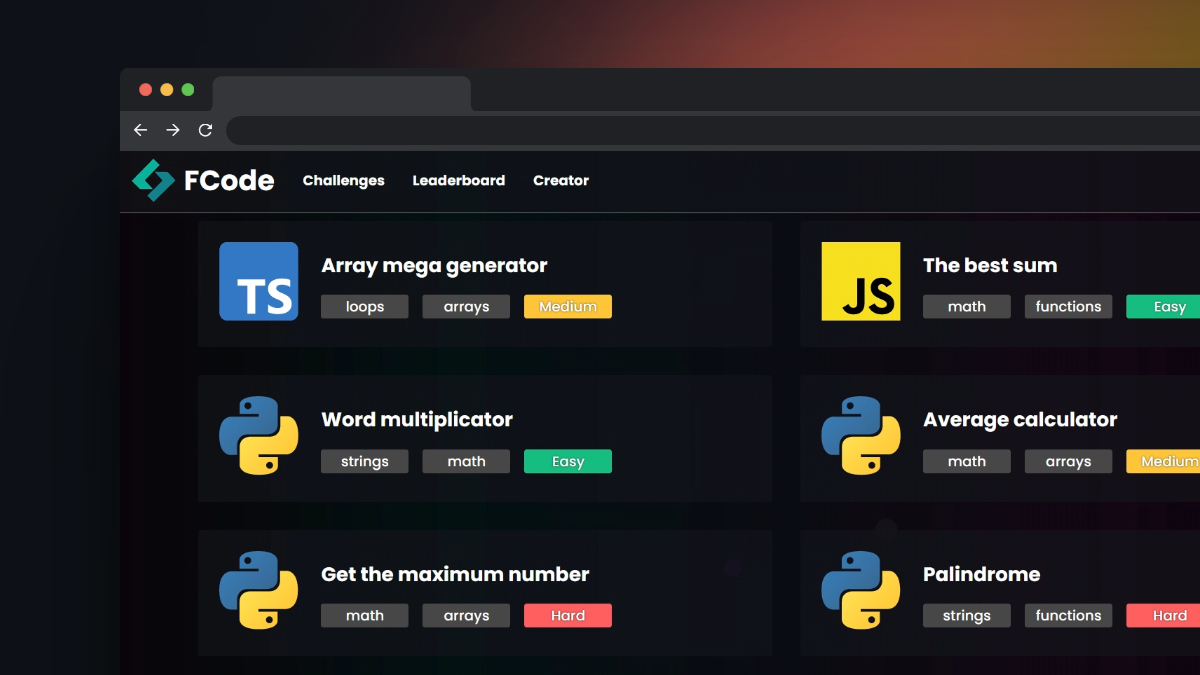 FCode Challenges Leaderboard Creator
TS
Array mega generator
loops arrays Medium
JS
The best sum
math functions Easy
Word multiplicator
strings math Easy
Average calculator
math arrays Medium
Get the maximum number
math arrays Hard
Palindrome
strings functions Hard